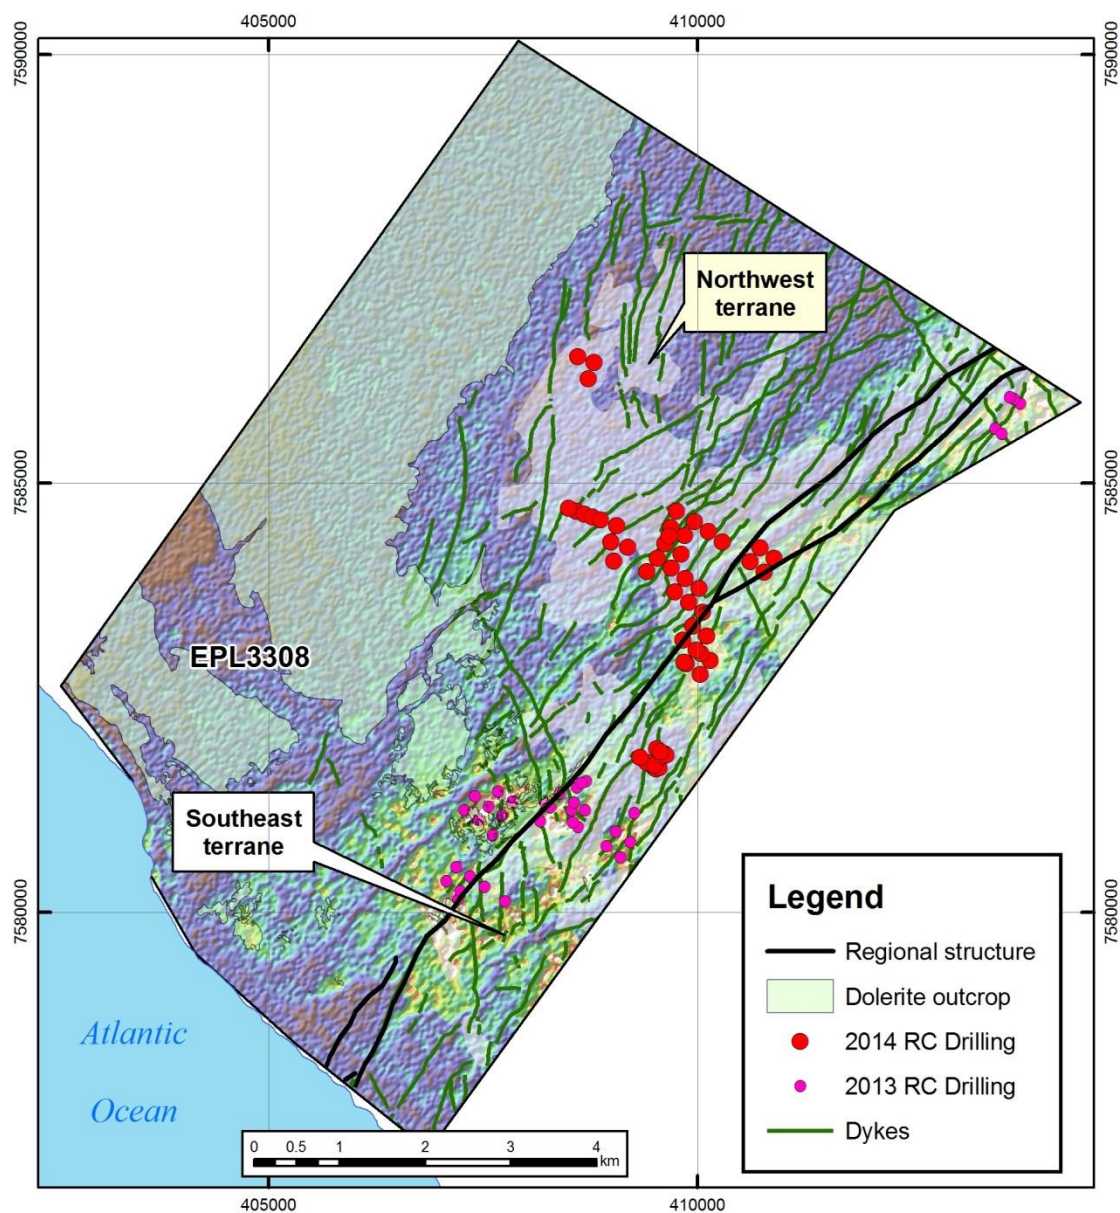 405000
410000
7590000
7590000
Northwest
terrane
7585000
7585000
EPL3308
Southeast
terrane
7580000
7580000
Legend
Regional structure
Dolerite outcrop
2014 RC Drilling
2013 RC Drilling
Dykes
Atlantic
Ocean
0 0.5 1 2 3 4
km
405000
410000